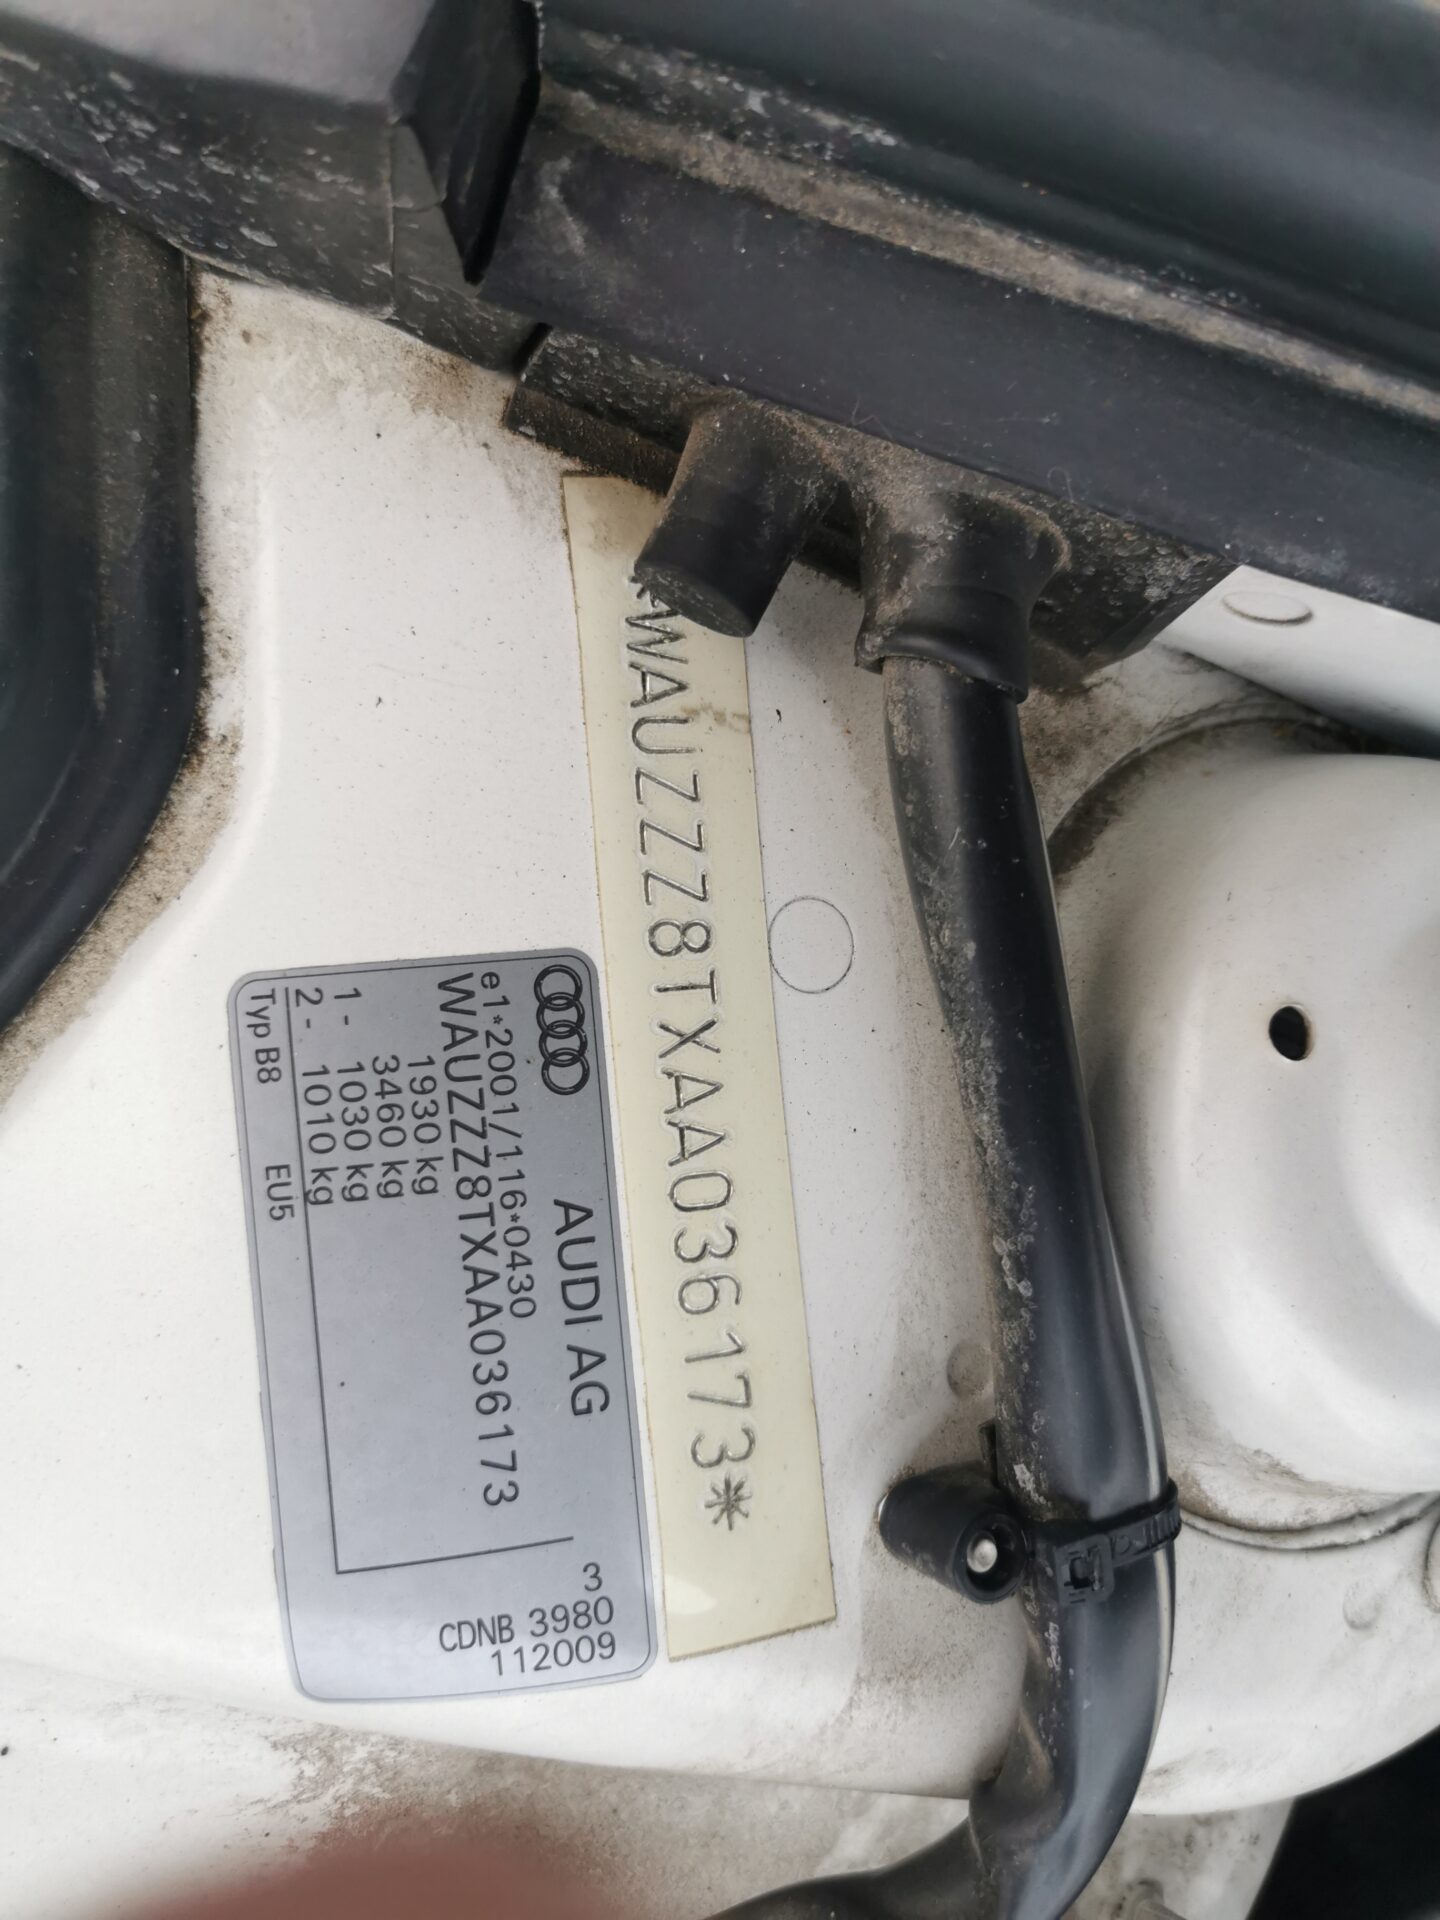 *WAUZZZ8TXAA036173*
AUDI AG
e1*2001/116*0430
WAUZZZ8TXAA036173
1930 kg
3460 kg
1- 1030 kg
2- 1010 kg
Typ B8 EU5
3
CDNB 3980
112009